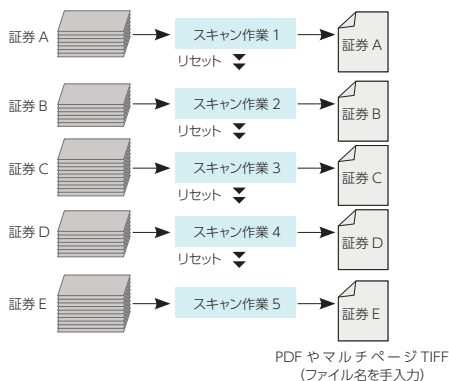 証券 A
スキャン作業 1
証券 A
リセット
証券 B
スキャン作業 2
証券 B
リセット
証券 C
スキャン作業 3
証券 C
リセット
証券 D
スキャン作業 4
証券 D
リセット
証券 E
スキャン作業 5
証券 E
PDF やマルチページ TIFF
(ファイル名を手入力)